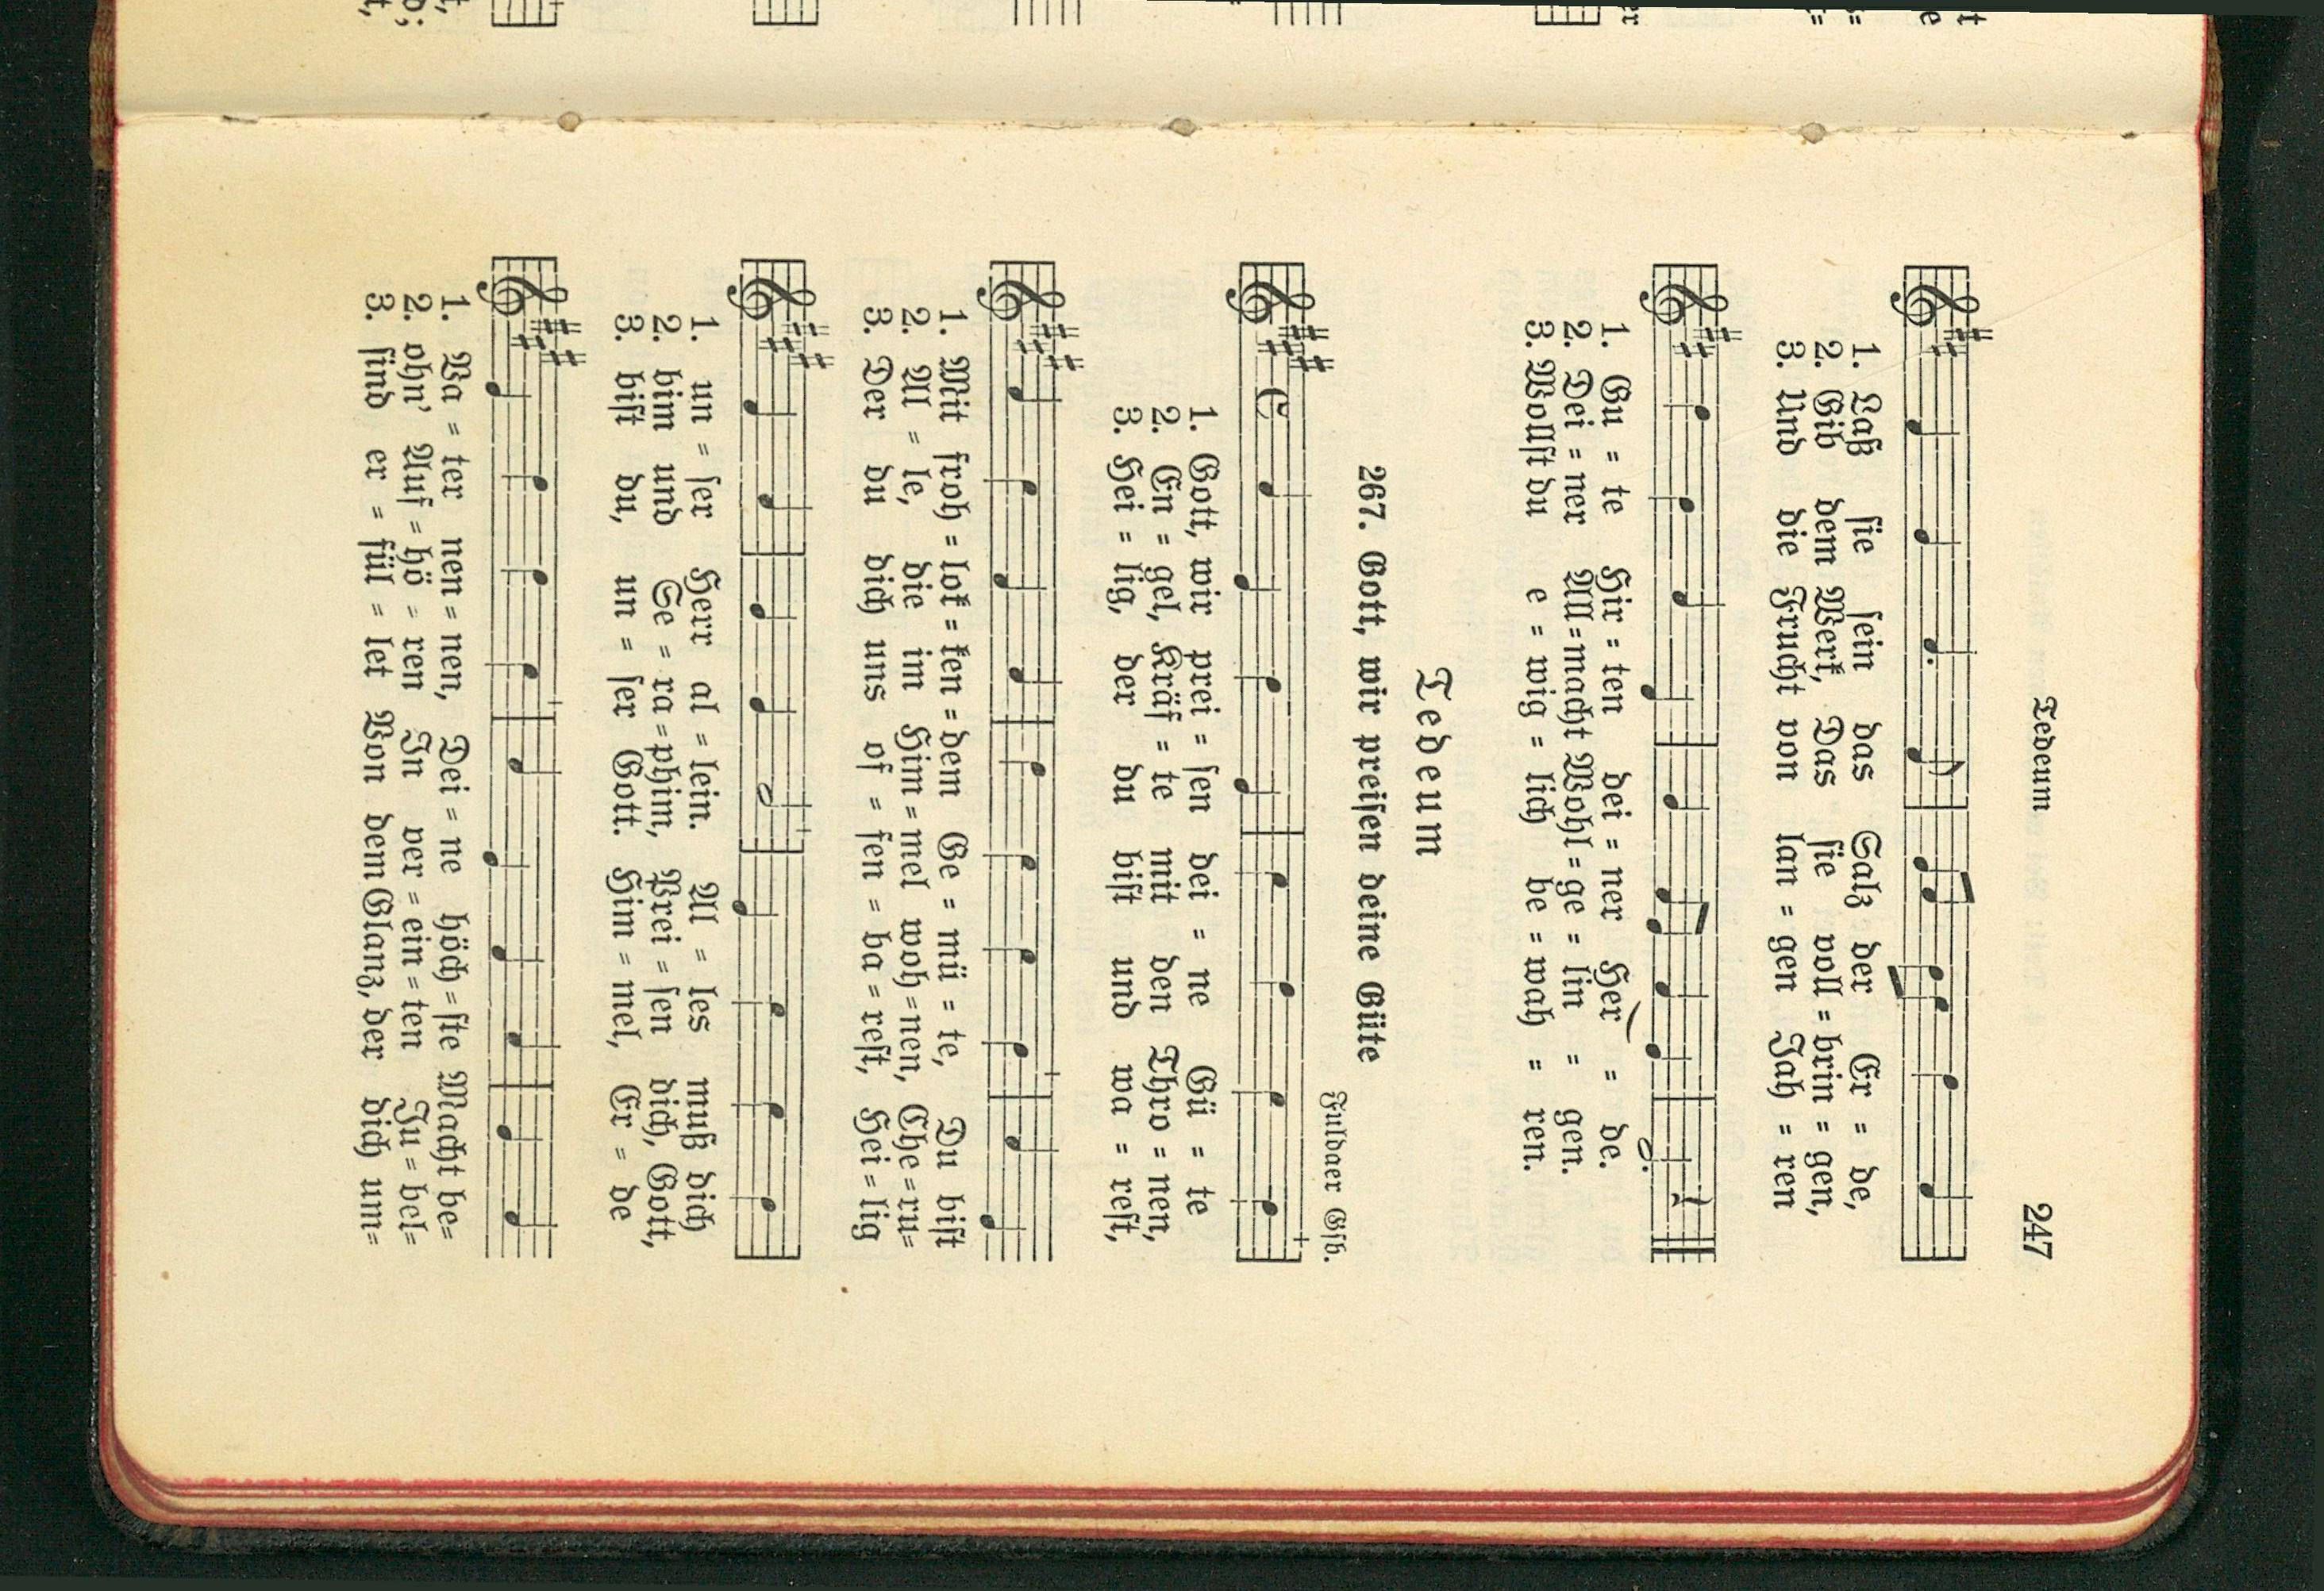 Tedeum 247
1. Laß sie sein das Salz der Er = de,
2. Gib dem Werk, Das sie voll = brin = gen,
3. Und die Frucht von lan = gen Jah = ren
1. Gu = te Hir = ten dei = ner Her = de.
2. Dei = ner All = macht Wohl = ge = lin = gen.
3. Wollst du e = wig = lich be = wah = ren.
Tedeum
267. Gott, wir preisen deine Güte
Fuldaer Gsb.
1. Gott, wir prei = sen dei = ne Gü = te
2. En = gel, Kräf = te mit den Thro = nen,
3. Hei = lig, der du bist und wa = rest,
1. Mit froh = lok = ken = dem Ge = mü = te, Du bist
2. Al = le, die im Him = mel woh = nen, Che = ru=
3. Der du dich uns of = fen = ba = rest, Hei = lig
1. un = ser Herr al = lein. Al = les muß dich
2. bim und Se = ra = phim, Prei = sen dich, Gott,
3. bist du, un = ser Gott. Him = mel, Er = de
1. Va = ter nen = nen, Dei = ne höch = ste Macht be=
2. ohn' Auf = hö = ren In ver = ein = ten Ju = bel=
3. sind er = fül = let Von dem Glanz, der dich um=